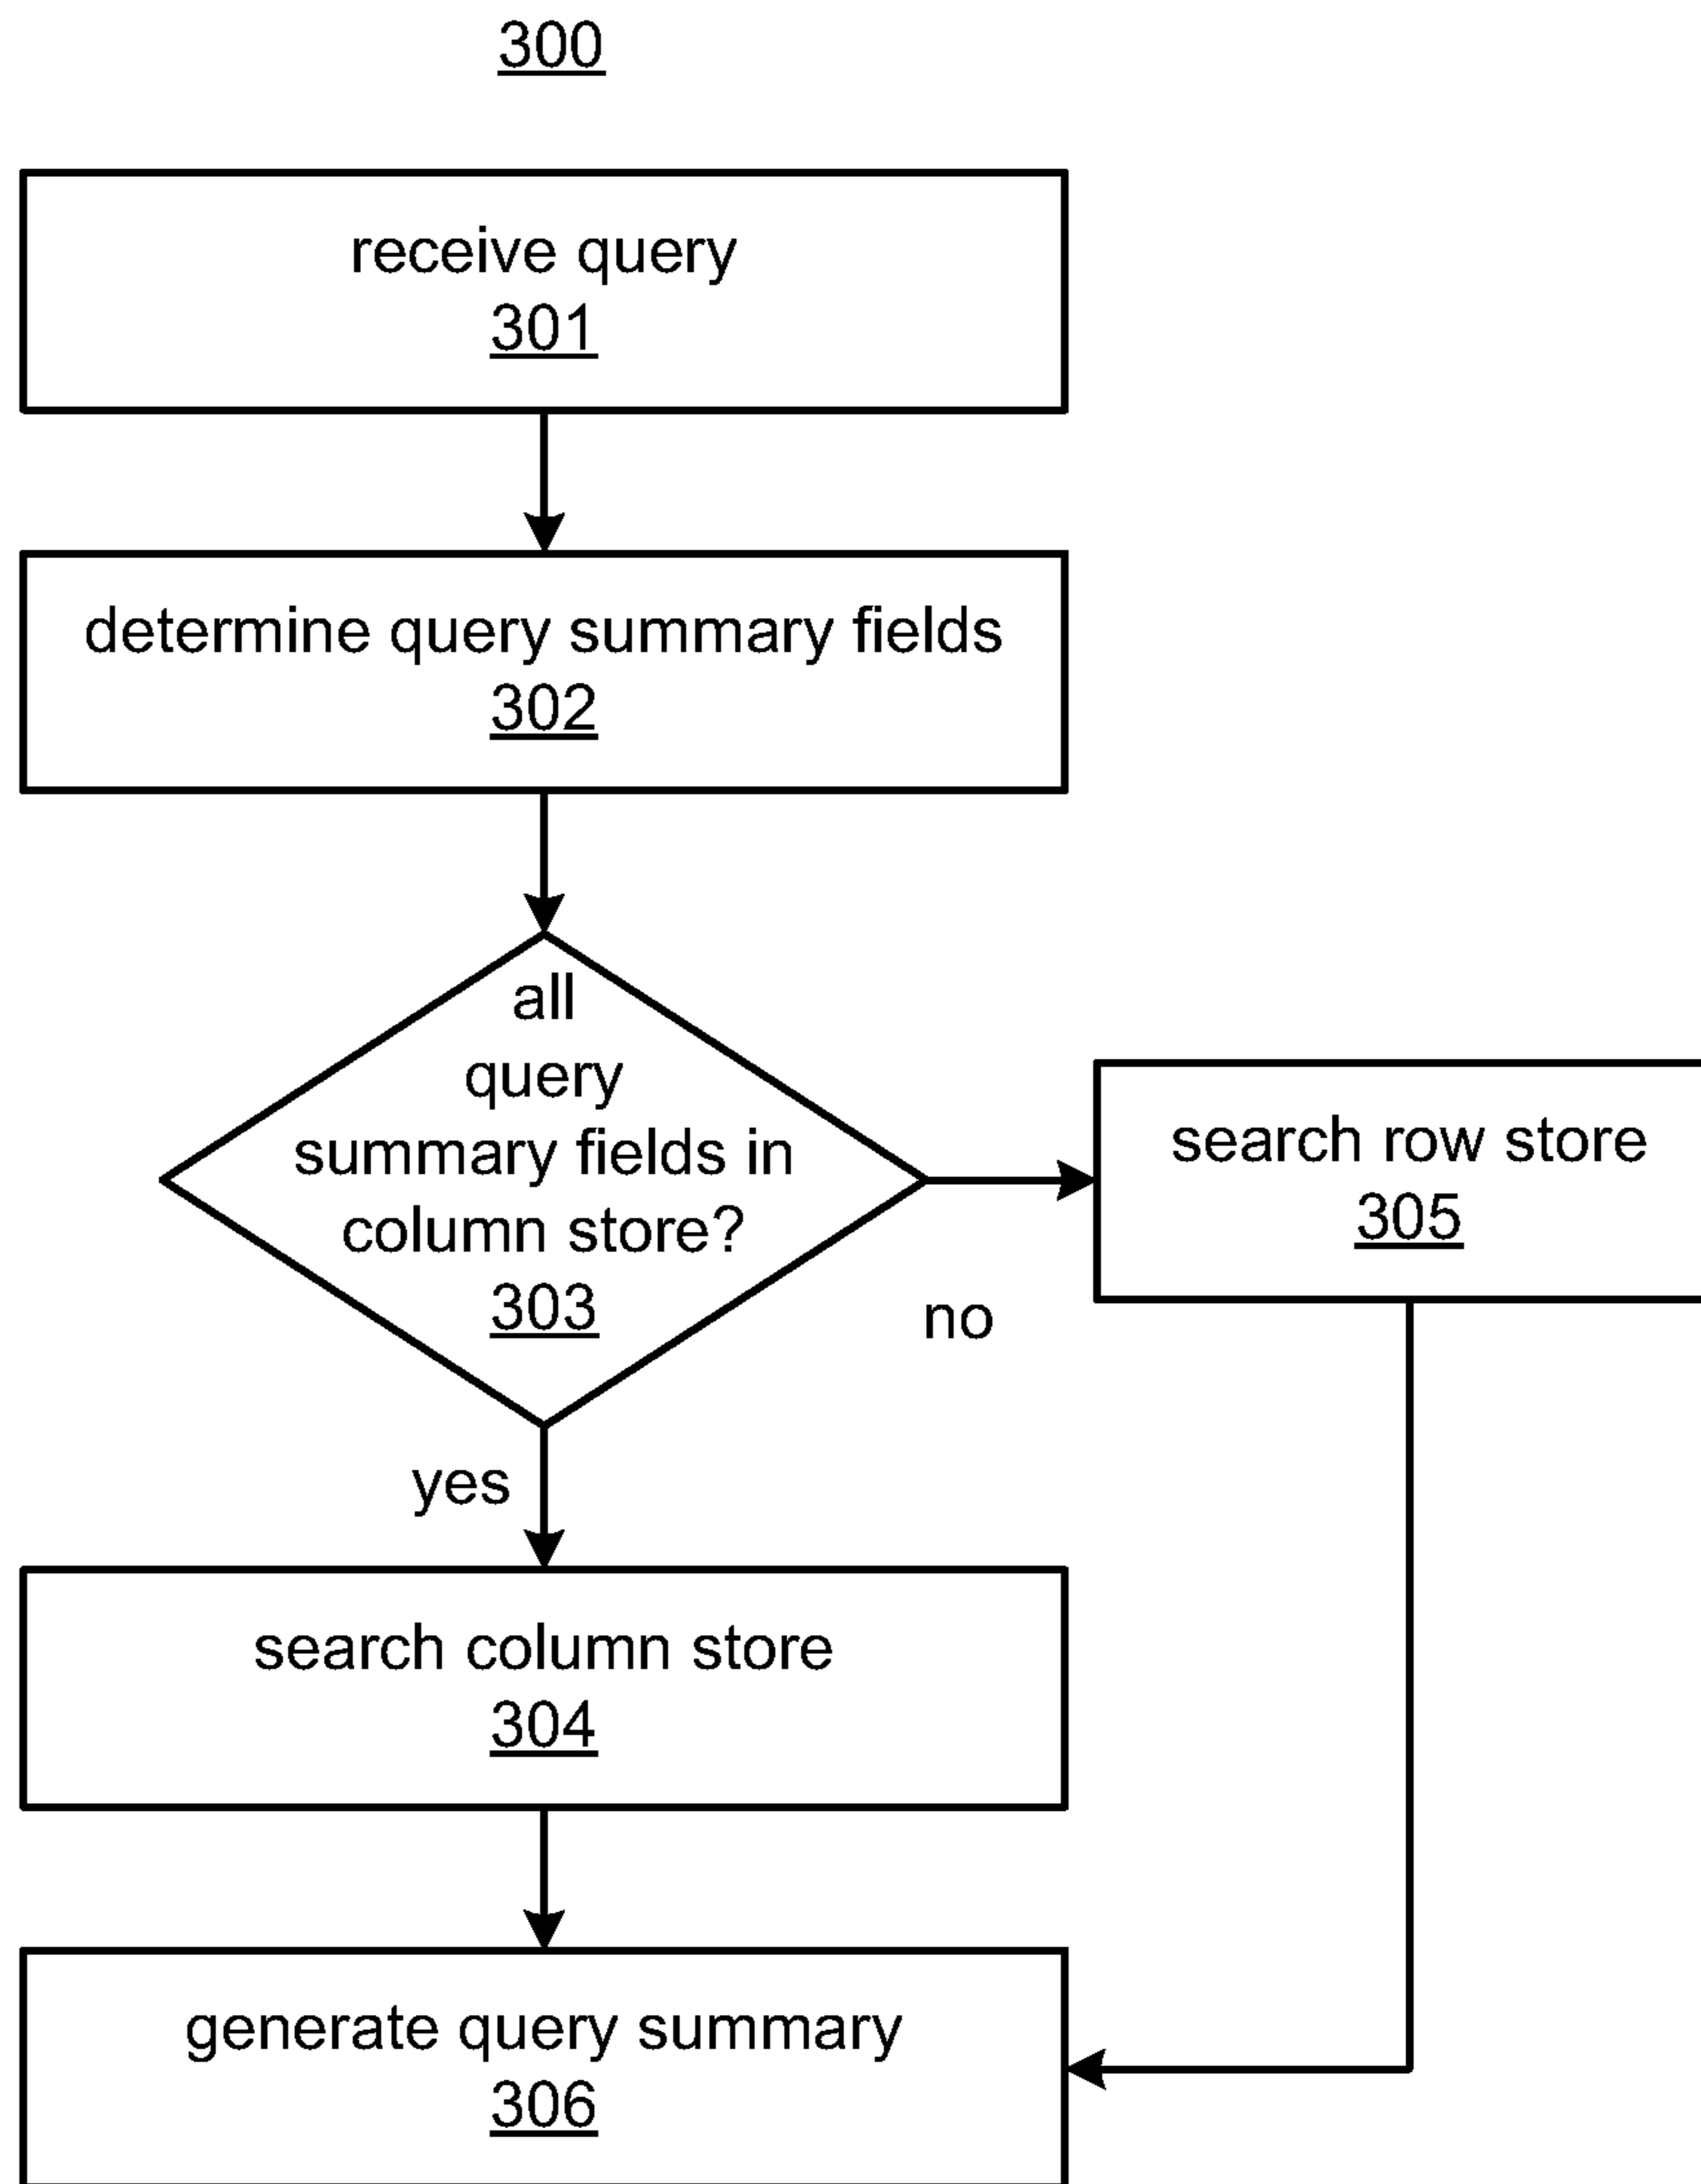 300
receive query
301
determine query summary fields
302
all
query
summary fields in
column store?
303
no
search row store
305
yes
search column store
304
generate query summary
306